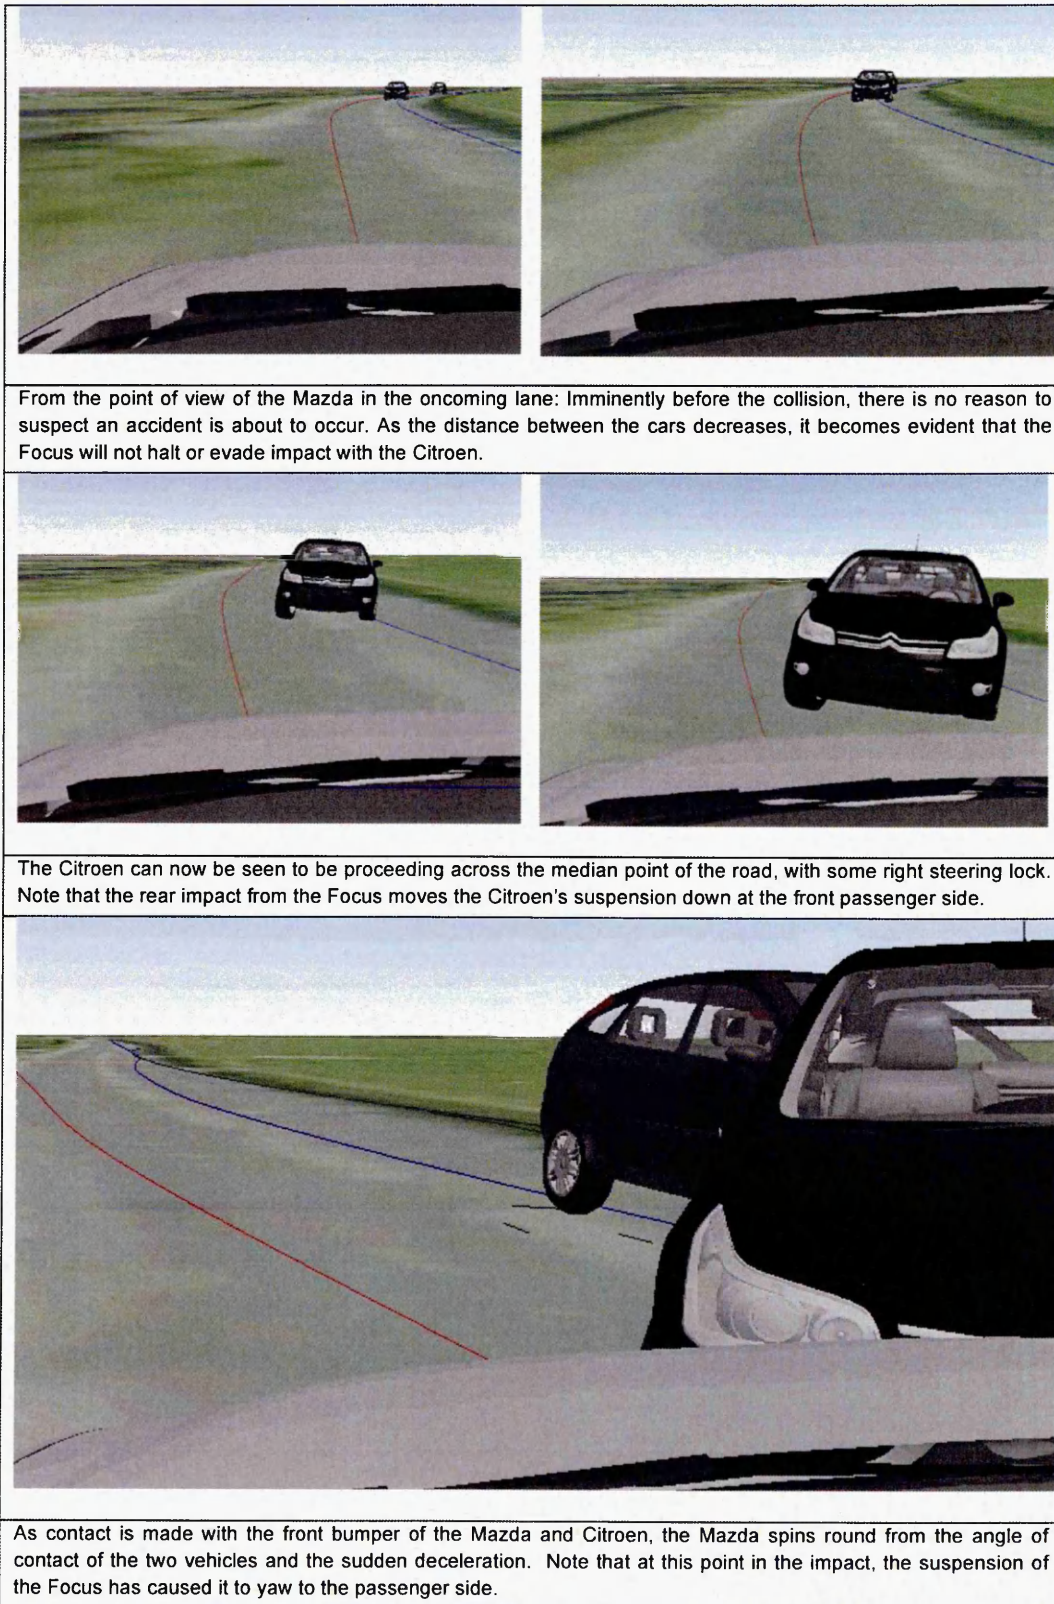 From the point of view of the Mazda in the oncoming lane: Imminently before the collision, there is no reason to
suspect an accident is about to occur. As the distance between the cars decreases, it becomes evident that the
Focus will not halt or evade impact with the Citroen.
The Citroen can now be seen to be proceeding across the median point of the road, with some right steering lock.
Note that the rear impact from the Focus moves the Citroen's suspension down at the front passenger side.
As contact is made with the front bumper of the Mazda and Citroen, the Mazda spins round from the angle of
contact of the two vehicles and the sudden deceleration. Note that at this point in the impact, the suspension of
the Focus has caused it to yaw to the passenger side.